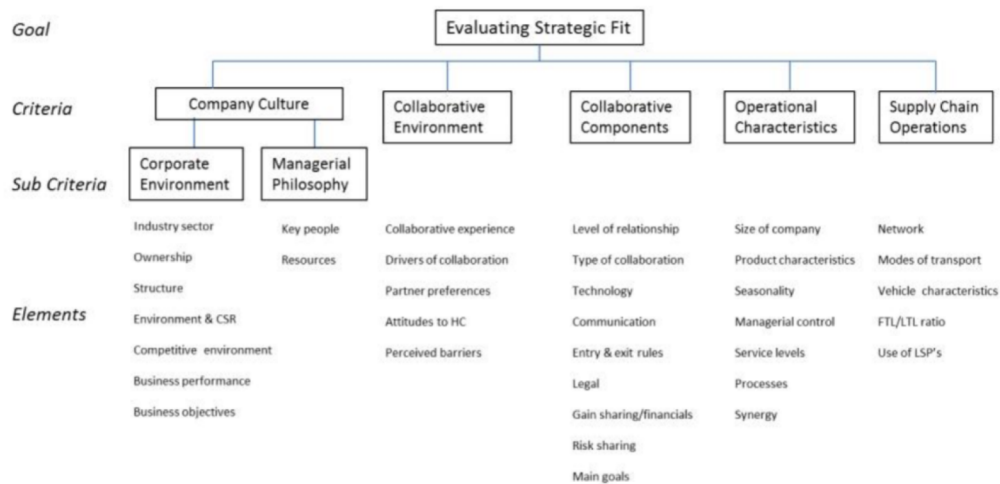 Goal
Evaluating Strategic Fit
Criteria
Company Culture
Collaborative
Environment
Collaborative
Components
Operational
Characteristics
Supply Chain
Operations
Sub Criteria
Corporate
Environment
Managerial
Philosophy
Elements
Industry sector
Ownership
Structure
Environment & CSR
Competitive environment
Business performance
Business objectives
Key people
Resources
Collaborative experience
Drivers of collaboration
Partner preferences
Attitudes to HC
Perceived barriers
Level of relationship
Type of collaboration
Technology
Communication
Entry & exit rules
Legal
Gain sharing/financials
Risk sharing
Main goals
Size of company
Product characteristics
Seasonality
Managerial control
Service levels
Processes
Synergy
Network
Modes of transport
Vehicle characteristics
FTL/LTL ratio
Use of LSP's